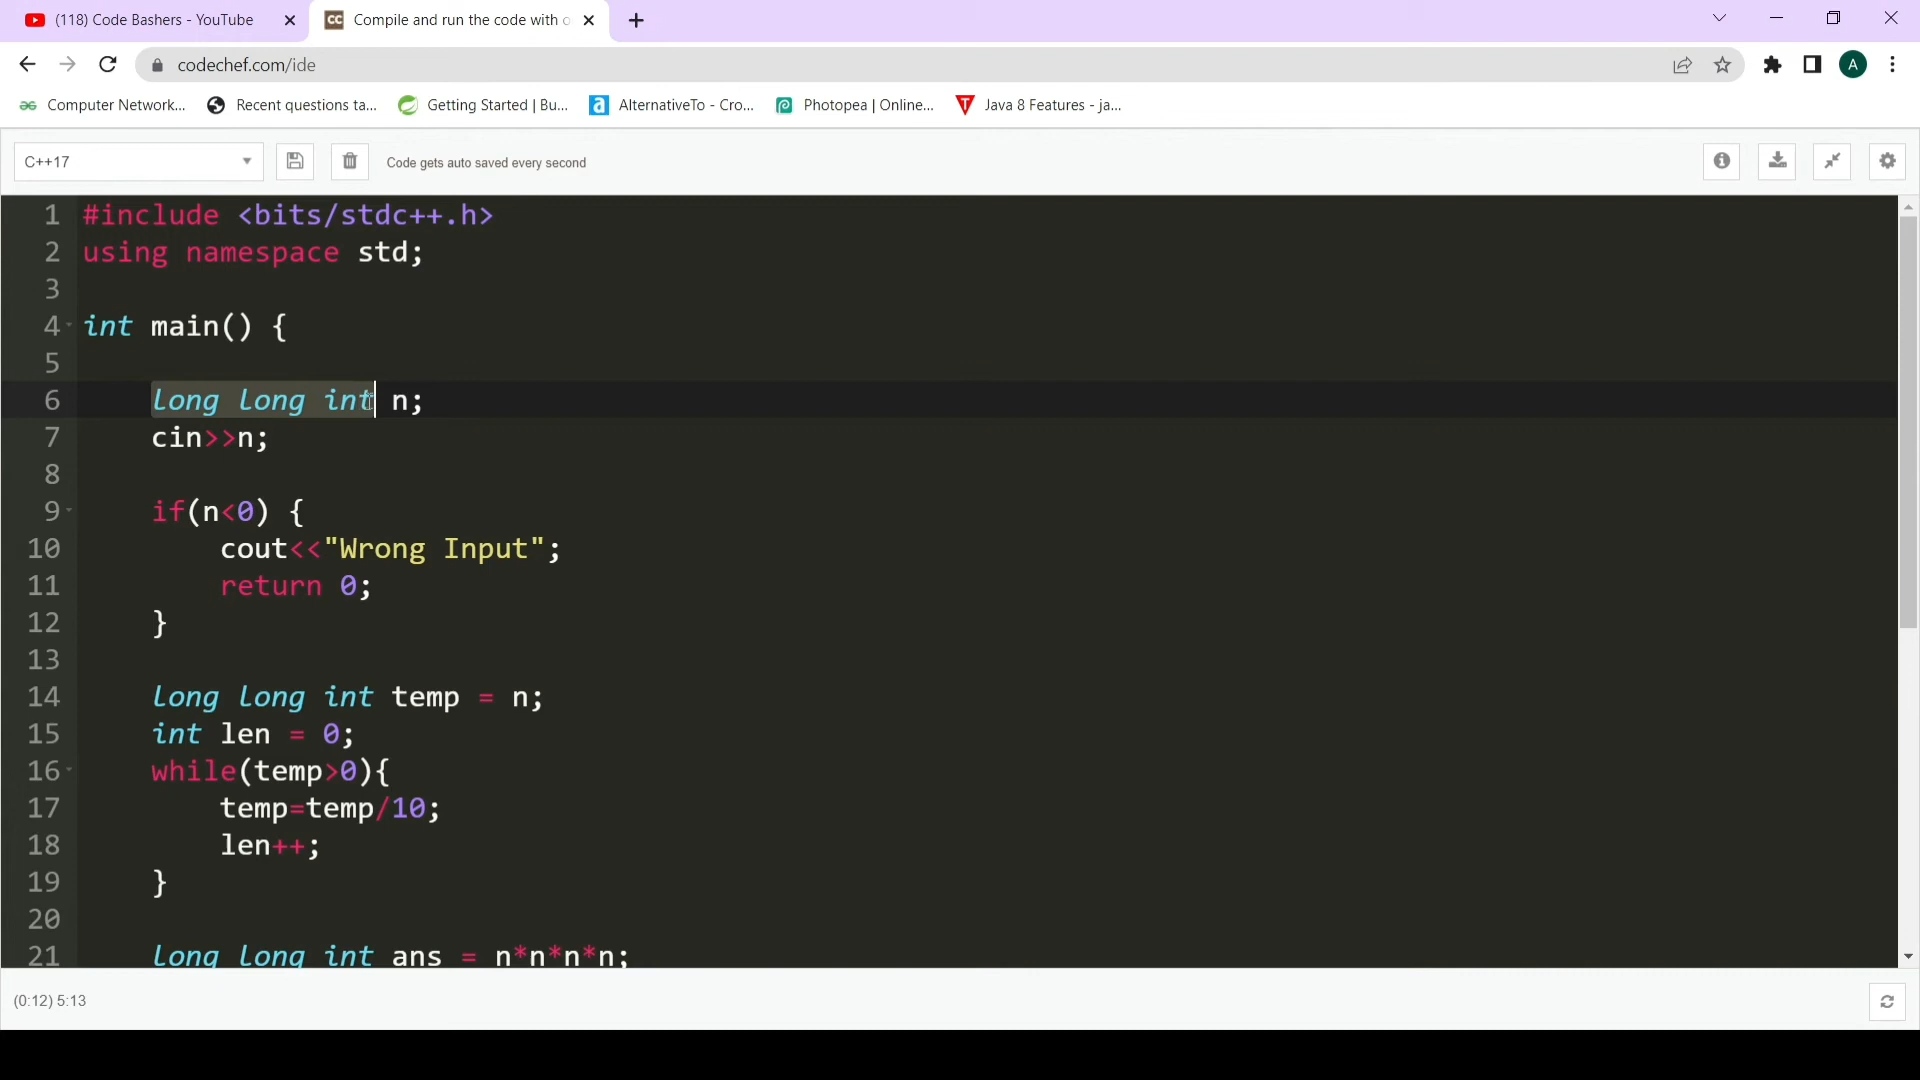 (118) Code Bashers - YouTube
Compile and run the code with o
codechef.com/ide
A
Computer Network...
Recent questions ta...
Getting Started | Bu...
AlternativeTo - Cro...
Photopea | Online...
Java 8 Features - ja...
C++17
Code gets auto saved every second
1 #include <bits/stdc++.h>
2 using namespace std;
3
4 int main() {
5
6 long long int n;
7 cin>>n;
8
9 if(n<0) {
10 cout<<"Wrong Input";
11 return 0;
12 }
13
14 long long int temp = n;
15 int len = 0;
16 while(temp>0){
17 temp=temp/10;
18 len++;
19 }
20
21 long long int ans = n*n*n*n;
(0:12) 5:13